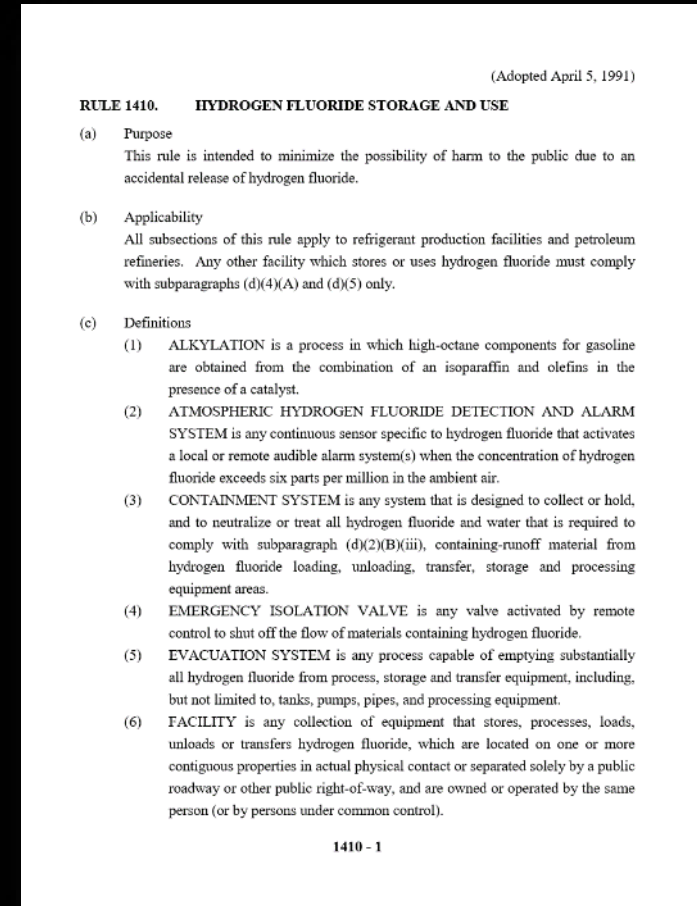 (Adopted April 5, 1991)
RULE 1410. HYDROGEN FLUORIDE STORAGE AND USE
(a) Purpose
This rule is intended to minimize the possibility of harm to the public due to an
accidental release of hydrogen fluoride.
(b) Applicability
All subsections of this rule apply to refrigerant production facilities and petroleum
refineries. Any other facility which stores or uses hydrogen fluoride must comply
with subparagraphs (d)(4)(A) and (d)(5) only.
(c) Definitions
(1) ALKYLATION is a process in which high-octane components for gasoline
are obtained from the combination of an isoparaffin and olefins in the
presence of a catalyst.
(2) ATMOSPHERIC HYDROGEN FLUORIDE DETECTION AND ALARM
SYSTEM is any continuous sensor specific to hydrogen fluoride that activates
a local or remote audible alarm system(s) when the concentration of hydrogen
fluoride exceeds six parts per million in the ambient air.
(3) CONTAINMENT SYSTEM is any system that is designed to collect or hold,
and to neutralize or treat all hydrogen fluoride and water that is required to
comply with subparagraph (d)(2)(B)(iii), containing-runoff material from
hydrogen fluoride loading, unloading, transfer, storage and processing
equipment areas.
(4) EMERGENCY ISOLATION VALVE is any valve activated by remote
control to shut off the flow of materials containing hydrogen fluoride.
(5) EVACUATION SYSTEM is any process capable of emptying substantially
all hydrogen fluoride from process, storage and transfer equipment, including,
but not limited to, tanks, pumps, pipes, and processing equipment.
(6) FACILITY is any collection of equipment that stores, processes, loads,
unloads or transfers hydrogen fluoride, which are located on one or more
contiguous properties in actual physical contact or separated solely by a public
roadway or other public right-of-way, and are owned or operated by the same
person (or by persons under common control).
1410 - 1